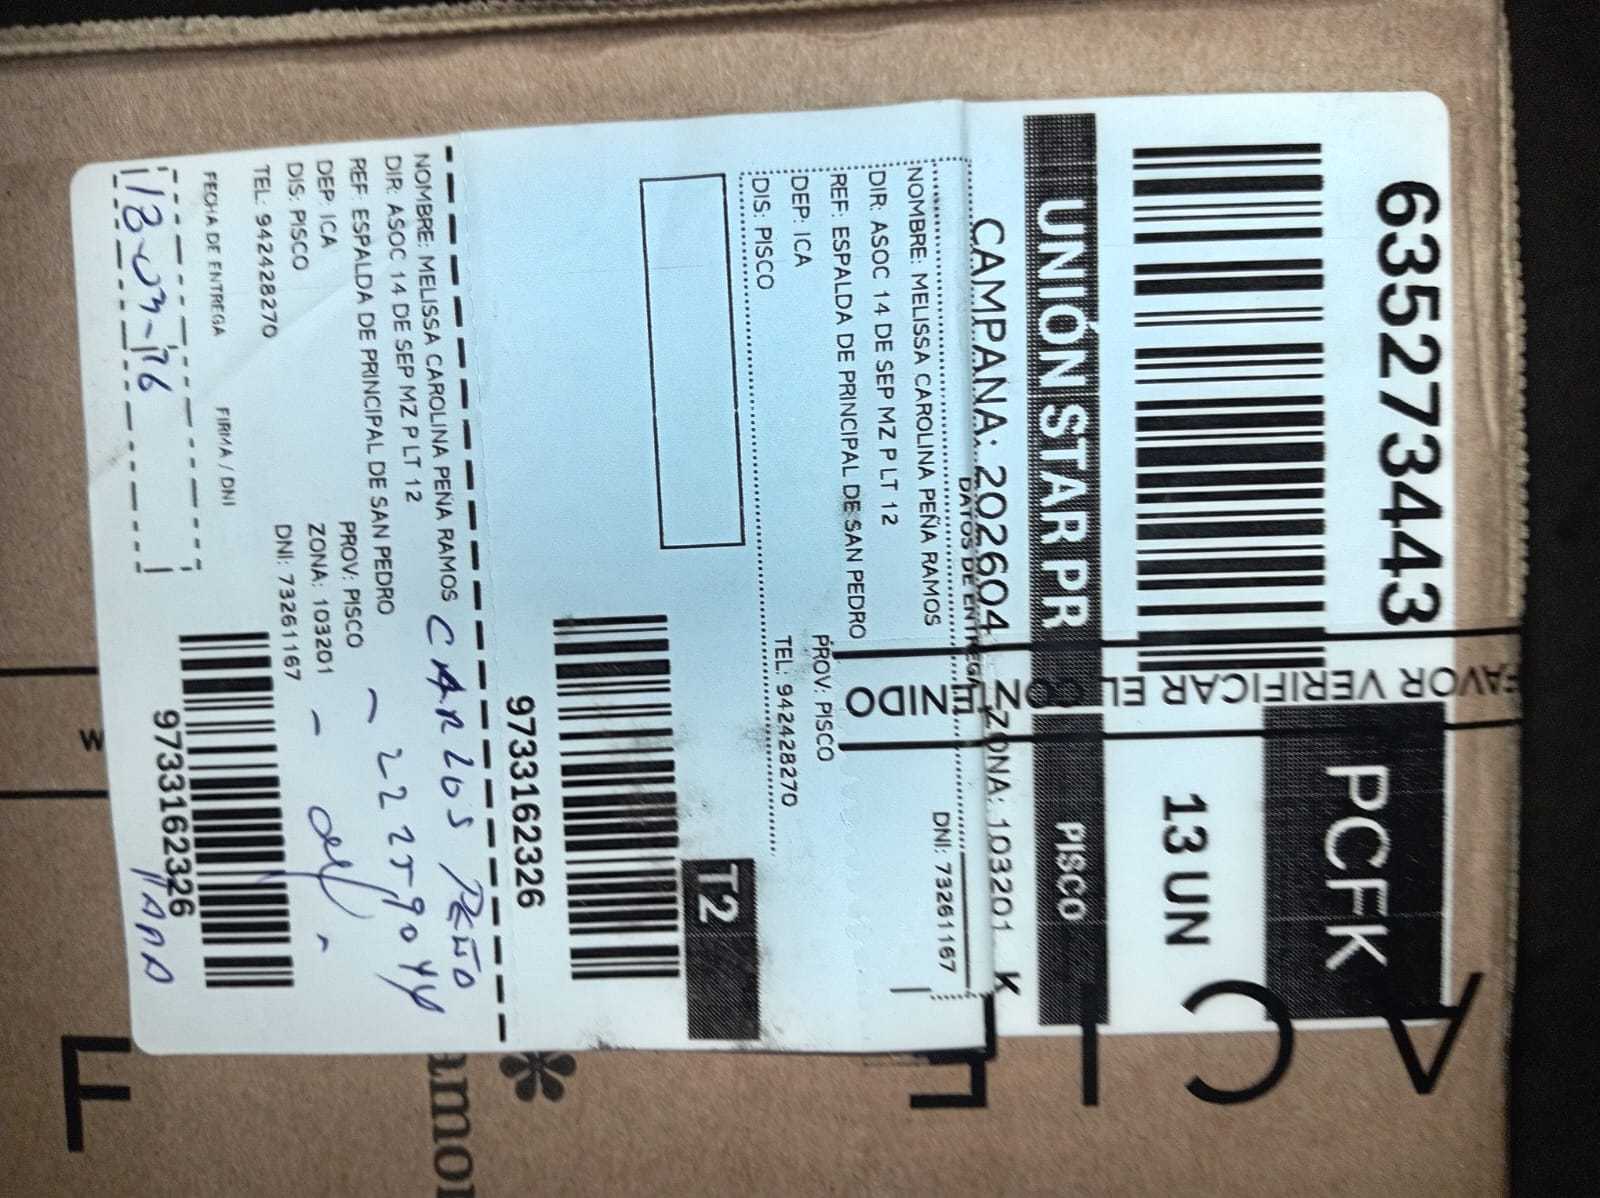 6352734443
PCFK
13 UN
FAVOR VERIFICAR EL CONTENIDO
UNIÓN STAR PR PISCO
CAMPANA: 202604 ZONA: 103201 K
DATOS DE ENTREGA
NOMBRE: MELISSA CAROLINA PEÑA RAMOS DNI: 73261167
DIR: ASOC 14 DE SEP MZ P LT 12
REF: ESPALDA DE PRINCIPAL DE SAN PEDRO
DEP: ICA PROV: PISCO
DIS: PISCO TEL: 942428270
T2
9733162326
NOMBRE: MELISSA CAROLINA PEÑA RAMOS
CARLOS PEÑA
DIR: ASOC 14 DE SEP MZ P LT 12
REF: ESPALDA DE PRINCIPAL DE SAN PEDRO
DEP: ICA PROV: PISCO
DIS: PISCO ZONA: 103201
TEL: 942428270 DNI: 73261167
FECHA DE ENTREGA FIRMA / DNI
9733162326